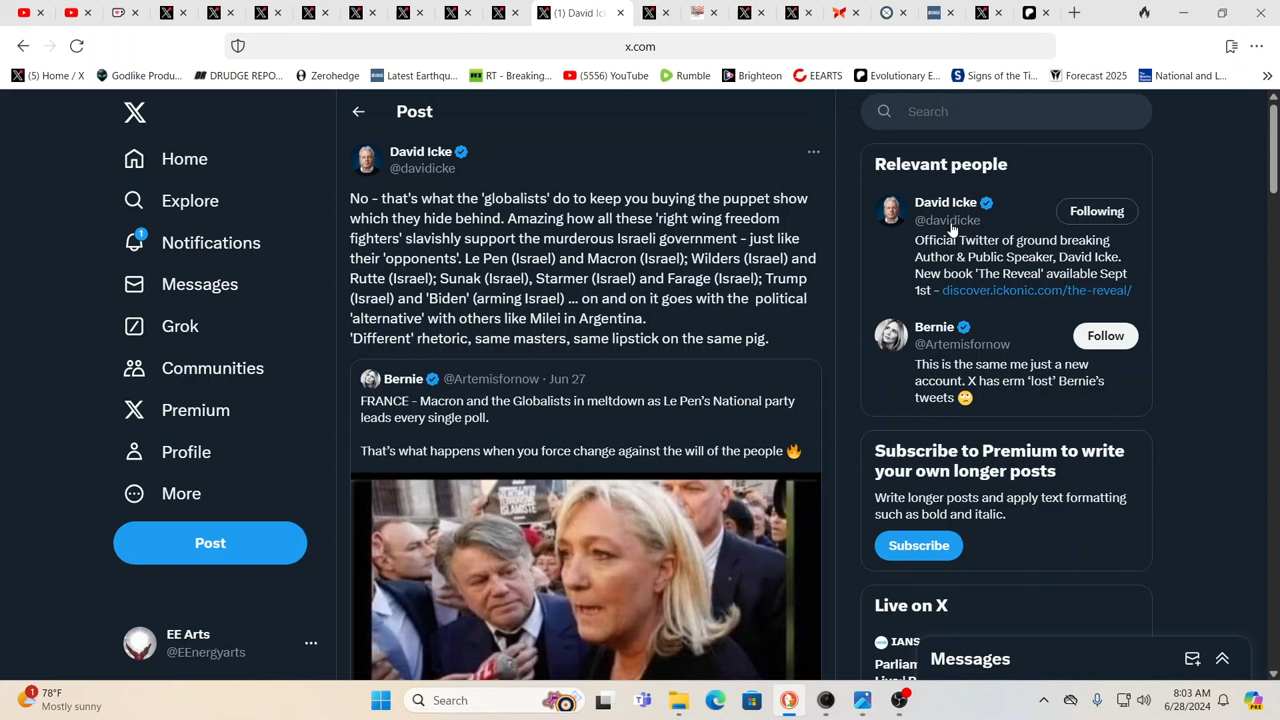 (1) David Ic
x.com
(5) Home / X
Godlike Produ...
DRUDGE REPO...
Zerohedge
Latest Earthqu...
RT - Breaking...
(5556) YouTube
Rumble
Brighteon
EEARTS
Evolutionary E...
Signs of the Ti...
Forecast 2025
National and L...
Home
Explore
1
Notifications
Messages
Grok
Communities
Premium
Profile
More
Post
EE Arts
@EEnergyarts
Post
David Icke
@davidicke
No - that's what the 'globalists' do to keep you buying the puppet show
which they hide behind. Amazing how all these 'right wing freedom
fighters' slavishly support the murderous Israeli government - just like
their 'opponents'. Le Pen (Israel) and Macron (Israel); Wilders (Israel) and
Rutte (Israel); Sunak (Israel), Starmer (Israel) and Farage (Israel); Trump
(Israel) and 'Biden' (arming Israel) ... on and on it goes with the political
'alternative' with others like Milei in Argentina.
'Different' rhetoric, same masters, same lipstick on the same pig.
Bernie @Artemisfornow · Jun 27
FRANCE - Macron and the Globalists in meltdown as Le Pen's National party
leads every single poll.
That's what happens when you force change against the will of the people 🔥
Search
Relevant people
David Icke
@davidicke
Following
Official Twitter of ground breaking
Author & Public Speaker, David Icke.
New book 'The Reveal' available Sept
1st - discover.ickonic.com/the-reveal/
Bernie
@Artemisfornow
Follow
This is the same me just a new
account. X has erm 'lost' Bernie's
tweets 🙄
Subscribe to Premium to write
your own longer posts
Write longer posts and apply text formatting
such as bold and italic.
Subscribe
Live on X
IANS
Messages
1
78°F
Mostly sunny
Search
8:03 AM
6/28/2024